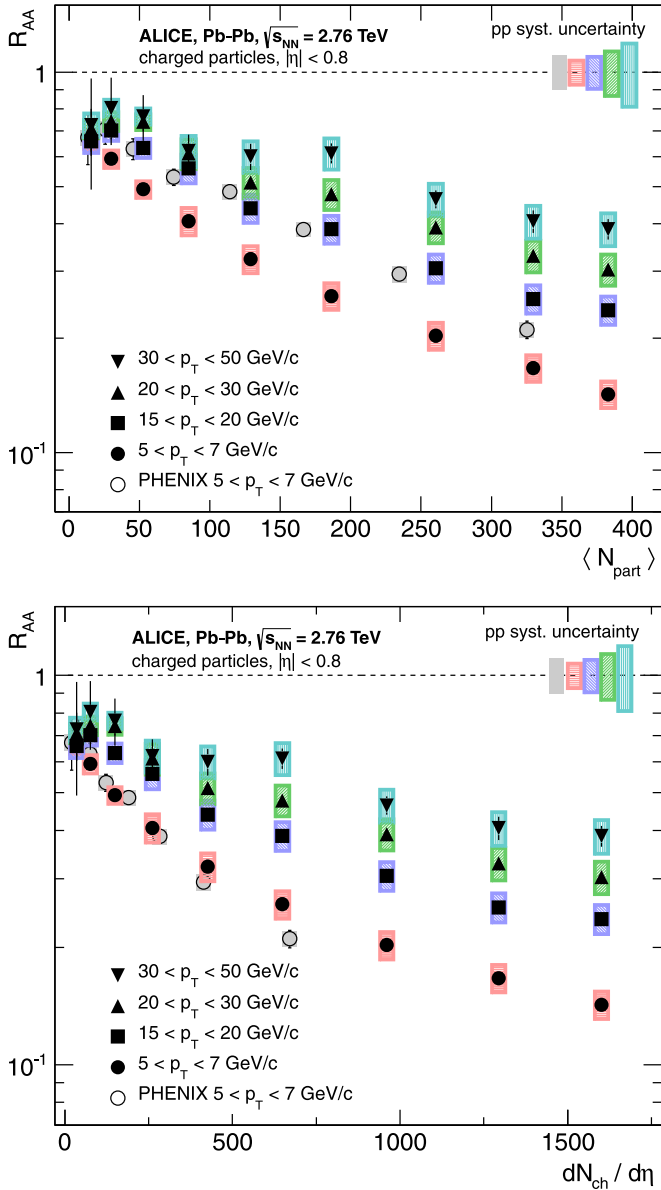 R_AA
ALICE, Pb-Pb, √s_NN = 2.76 TeV
charged particles, |η| < 0.8
pp syst. uncertainty
1
30 < p_T < 50 GeV/c
20 < p_T < 30 GeV/c
15 < p_T < 20 GeV/c
5 < p_T < 7 GeV/c
PHENIX 5 < p_T < 7 GeV/c
10⁻¹
0 50 100 150 200 250 300 350 400
⟨ N_part ⟩
R_AA
ALICE, Pb-Pb, √s_NN = 2.76 TeV
charged particles, |η| < 0.8
pp syst. uncertainty
1
30 < p_T < 50 GeV/c
20 < p_T < 30 GeV/c
15 < p_T < 20 GeV/c
5 < p_T < 7 GeV/c
PHENIX 5 < p_T < 7 GeV/c
10⁻¹
0 500 1000 1500
dN_ch / dη